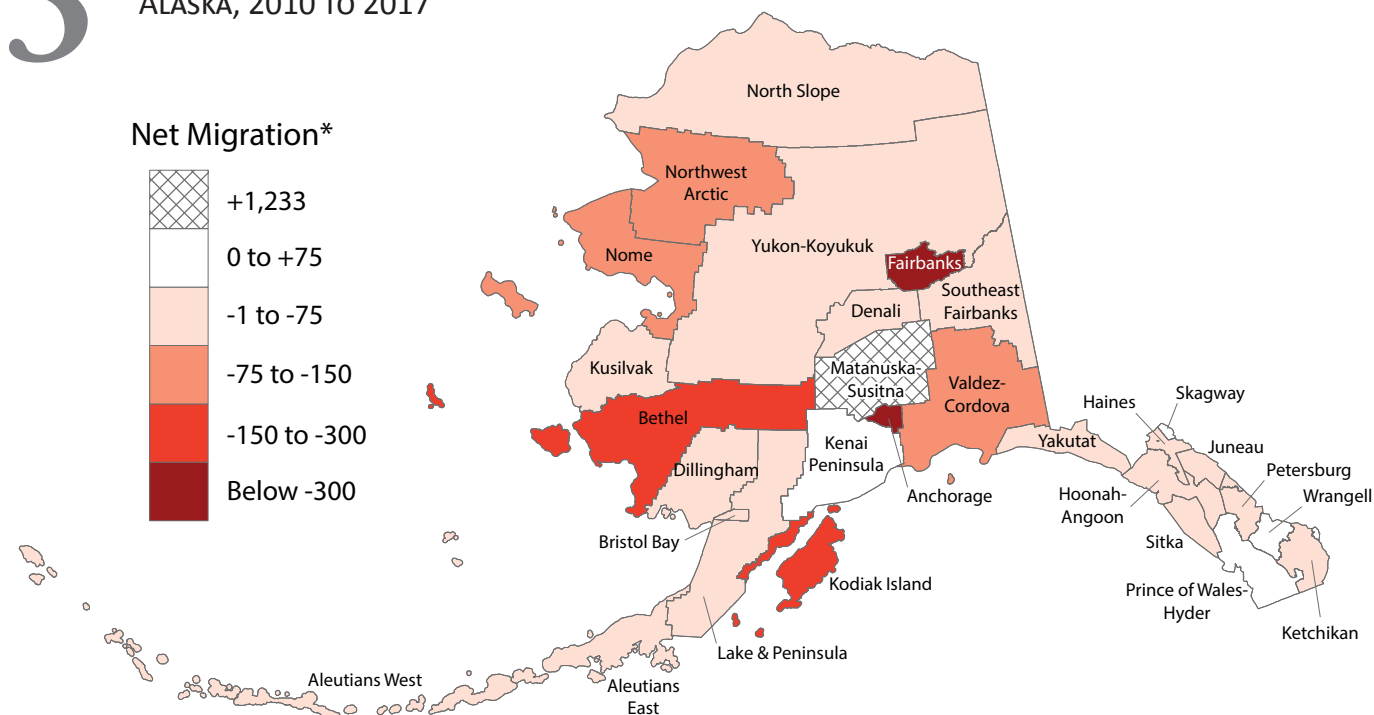 3
ALASKA, 2010 TO 2017
Net Migration*
+1,233
0 to +75
-1 to -75
-75 to -150
-150 to -300
Below -300
North Slope
Northwest
Arctic
Nome
Yukon-Koyukuk
Fairbanks
Southeast
Fairbanks
Denali
Kusilvak
Matanuska-
Susitna
Valdez-
Cordova
Bethel
Dillingham
Kenai
Peninsula
Anchorage
Yakutat
Haines
Skagway
Juneau
Petersburg
Wrangell
Hoonah-
Angoon
Sitka
Prince of Wales-
Hyder
Ketchikan
Bristol Bay
Kodiak Island
Lake & Peninsula
Aleutians West
Aleutians
East